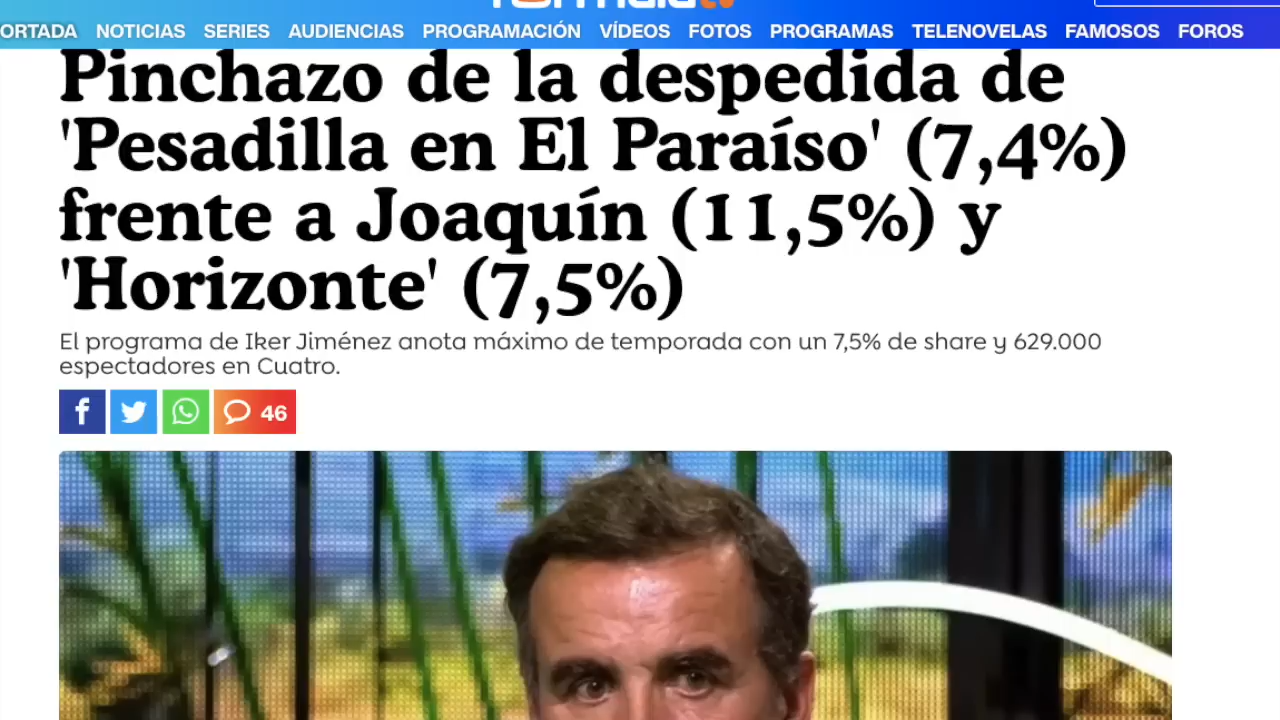 ORTADA NOTICIAS SERIES AUDIENCIAS PROGRAMACIÓN VÍDEOS FOTOS PROGRAMAS TELENOVELAS FAMOSOS FOROS
Pinchazo de la despedida de
'Pesadilla en El Paraíso' (7,4%)
frente a Joaquín (11,5%) y
'Horizonte' (7,5%)
El programa de Iker Jiménez anota máximo de temporada con un 7,5% de share y 629.000
espectadores en Cuatro.
46